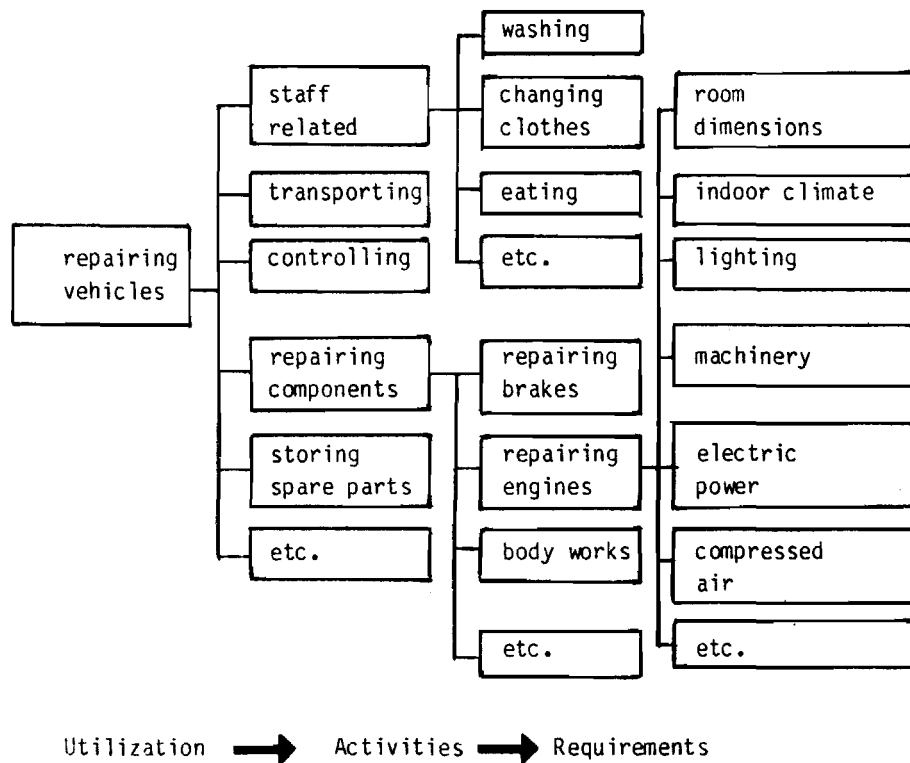 repairing
vehicles
staff
related
transporting
controlling
repairing
components
storing
spare parts
etc.
washing
changing
clothes
eating
etc.
repairing
brakes
repairing
engines
body works
etc.
room
dimensions
indoor climate
lighting
machinery
electric
power
compressed
air
etc.
Utilization Activities Requirements